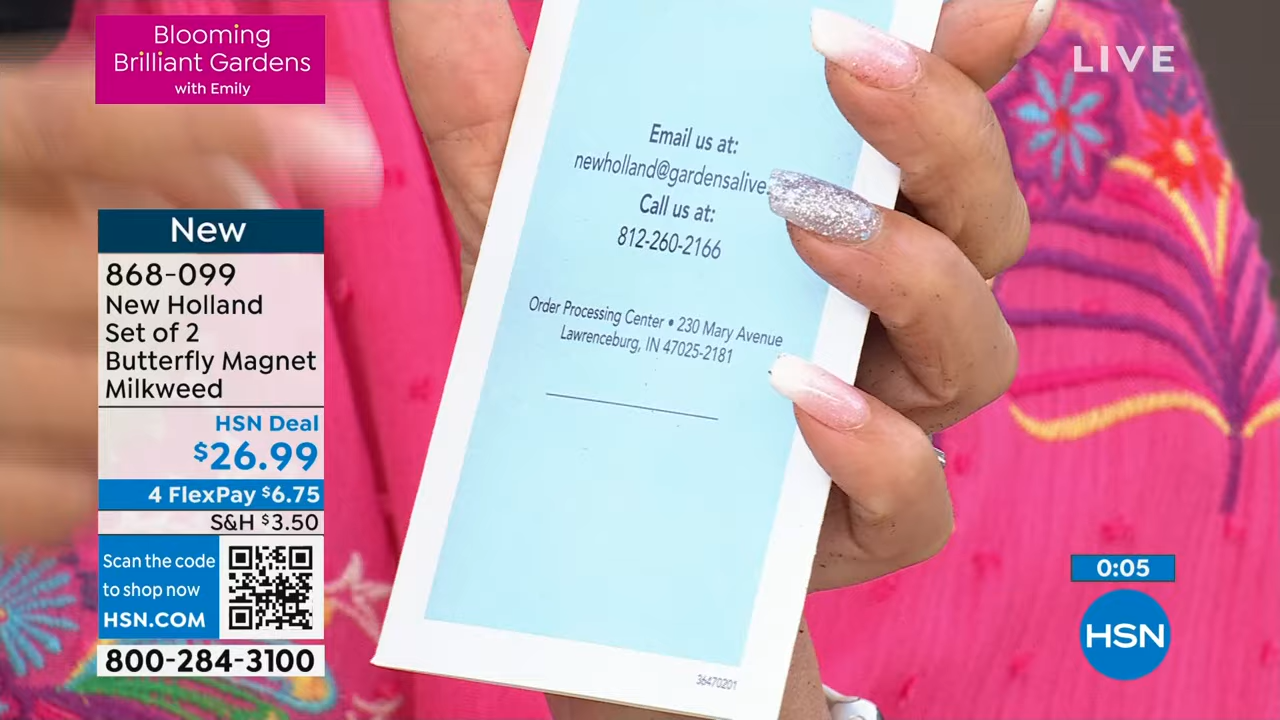 Blooming
Brilliant Gardens
with Emily
LIVE
New
868-099
New Holland
Set of 2
Butterfly Magnet
Milkweed
HSN Deal
$26.99
4 FlexPay $6.75
S&H $3.50
Scan the code
to shop now
HSN.COM
800-284-3100
Email us at:
newholland@gardensalive.
Call us at:
812-260-2166
Order Processing Center • 230 Mary Avenue
Lawrenceburg, IN 47025-2181
36470201
0:05
HSN